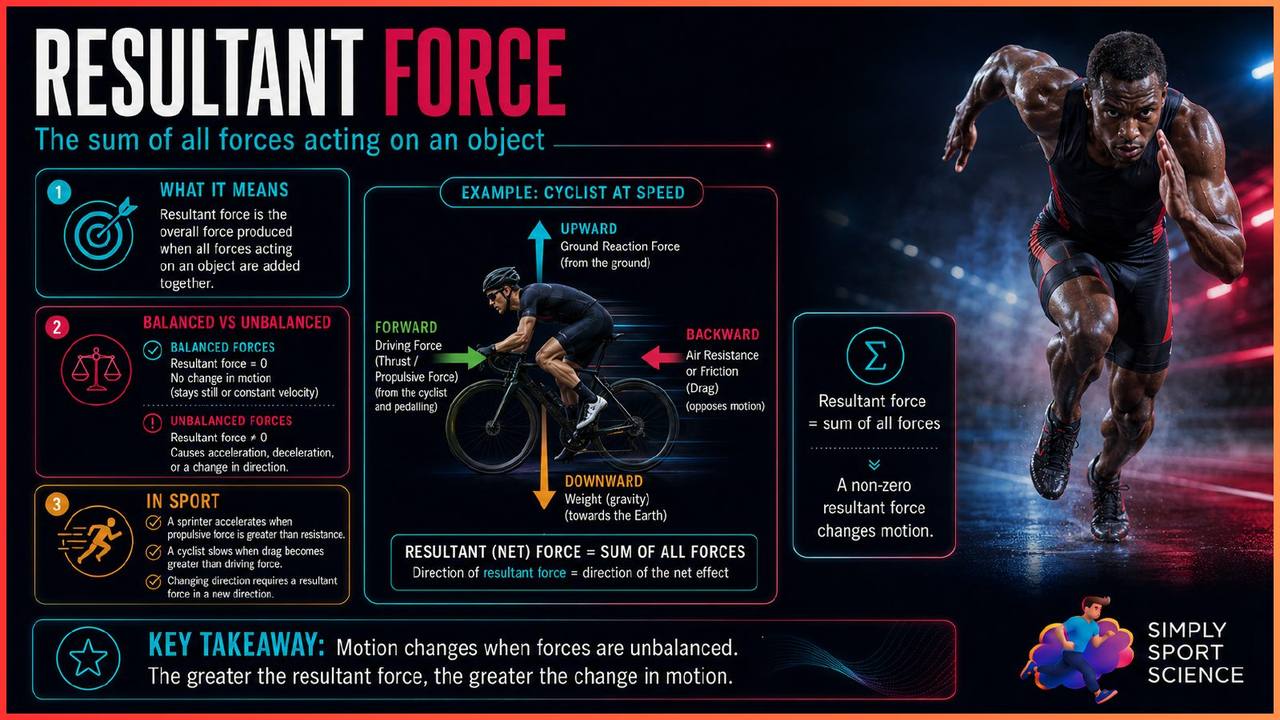 RESULTANT FORCE
The sum of all forces acting on an object
1
WHAT IT MEANS
Resultant force is the
overall force produced
when all forces acting
on an object are added
together.
2
BALANCED VS UNBALANCED
BALANCED FORCES
Resultant force = 0
No change in motion
(stays still or constant velocity)
UNBALANCED FORCES
Resultant force ≠ 0
Causes acceleration, deceleration,
or a change in direction.
3
IN SPORT
A sprinter accelerates when
propulsive force is greater than resistance.
A cyclist slows when drag becomes
greater than driving force.
Changing direction requires a resultant
force in a new direction.
EXAMPLE: CYCLIST AT SPEED
UPWARD
Ground Reaction Force
(from the ground)
FORWARD
Driving Force
(Thrust /
Propulsive Force)
(from the cyclist
and pedalling)
BACKWARD
Air Resistance
or Friction
(Drag)
(opposes motion)
DOWNWARD
Weight (gravity)
(towards the Earth)
RESULTANT (NET) FORCE = SUM OF ALL FORCES
Direction of resultant force = direction of the net effect
Σ
Resultant force
= sum of all forces
A non-zero
resultant force
changes motion.
KEY TAKEAWAY: Motion changes when forces are unbalanced.
The greater the resultant force, the greater the change in motion.
SIMPLY
SPORT
SCIENCE